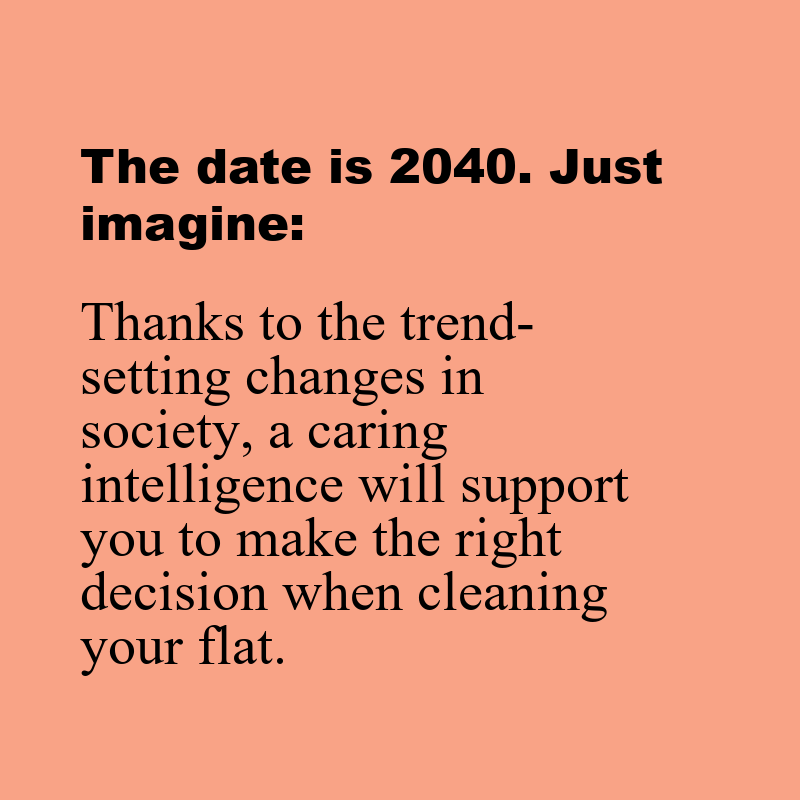 The date is 2040. Just
imagine:
Thanks to the trend-
setting changes in
society, a caring
intelligence will support
you to make the right
decision when cleaning
your flat.